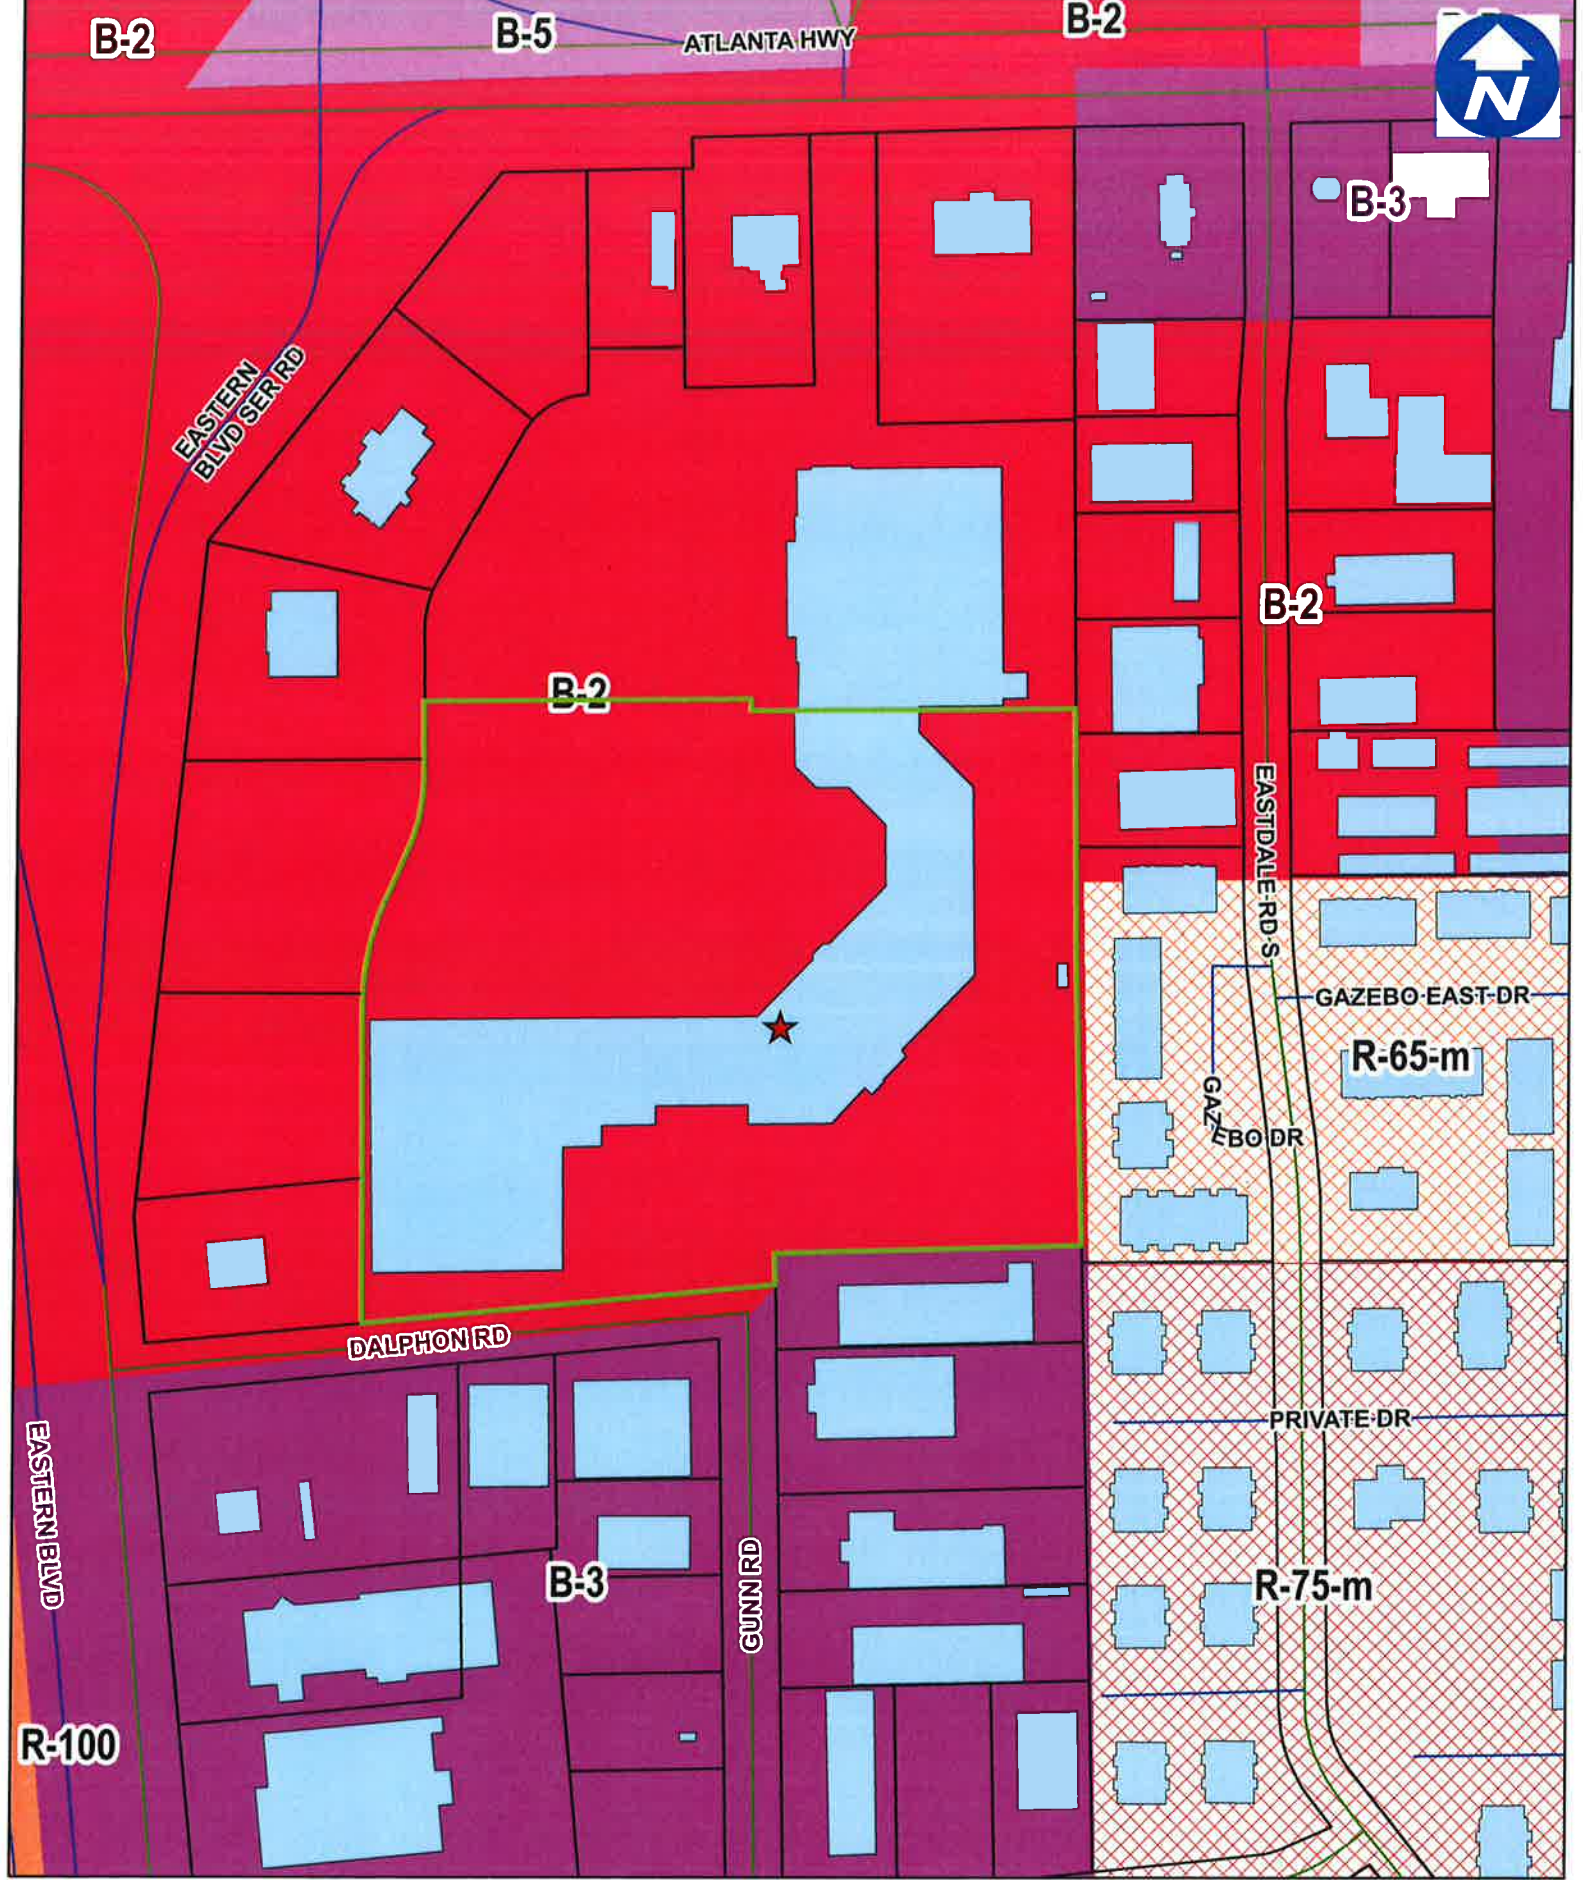 B-2
B-5
B-2
ATLANTA HWY
N
B-3
EASTERN
BLVD SER RD
B-2
B-2
EASTDALE RD S
GAZEBO EAST DR
R-65-m
GAZEBO DR
DALPHON RD
PRIVATE DR
EASTERN BLVD
GUNN RD
B-3
R-75-m
R-100